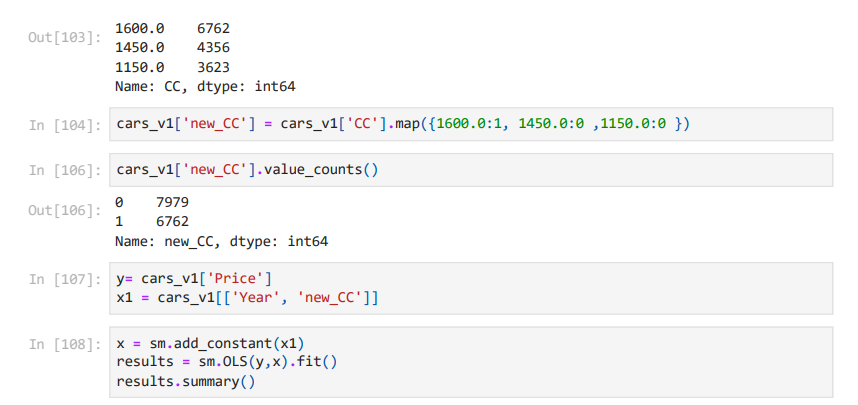 Out[103]: 1600.0    6762
1450.0    4356
1150.0    3623
Name: CC, dtype: int64
In [104]: cars_v1['new_CC'] = cars_v1['CC'].map({1600.0:1, 1450.0:0 ,1150.0:0 })
In [106]: cars_v1['new_CC'].value_counts()
Out[106]: 0    7979
1    6762
Name: new_CC, dtype: int64
In [107]: y= cars_v1['Price']
x1 = cars_v1[['Year', 'new_CC']]
In [108]: x = sm.add_constant(x1)
results = sm.OLS(y,x).fit()
results.summary()